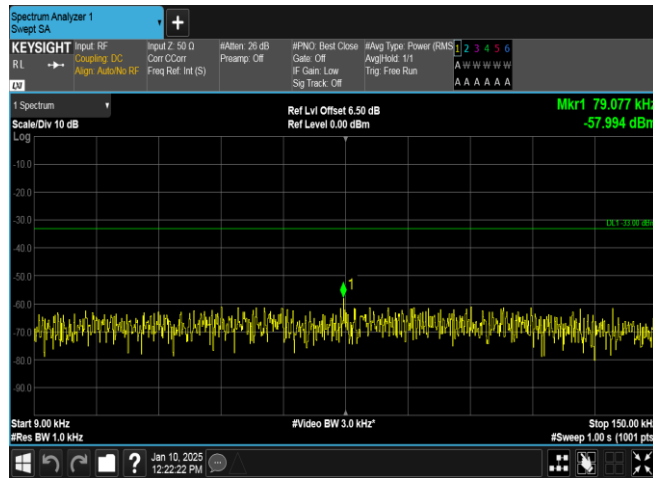 Spectrum Analyzer 1
Swept SA
+
KEYSIGHT Input: RF Input Z: 50 Ω #Atten: 26 dB #PNO: Best Close #Avg Type: Power (RMS 1 2 3 4 5 6
RL Coupling: DC Corr CCorr Preamp: Off Gate: Off Avg|Hold: 1/1 A W W W W W
Align: Auto/No RF Freq Ref: Int (S) IF Gain: Low Trig: Free Run
LXI Sig Track: Off A A A A A A
1 Spectrum
Ref Lvl Offset 6.50 dB Mkr1 79.077 kHz
Scale/Div 10 dB Ref Level 0.00 dBm -57.994 dBm
Log
-10.0
-20.0
-30.0
DL1 -33.00 dBm
-40.0
-50.0
1
-60.0
-70.0
-80.0
-90.0
Start 9.00 kHz #Video BW 3.0 kHz* Stop 150.00 kHz
#Res BW 1.0 kHz #Sweep 1.00 s (1001 pts
? Jan 10, 2025
12:22:22 PM